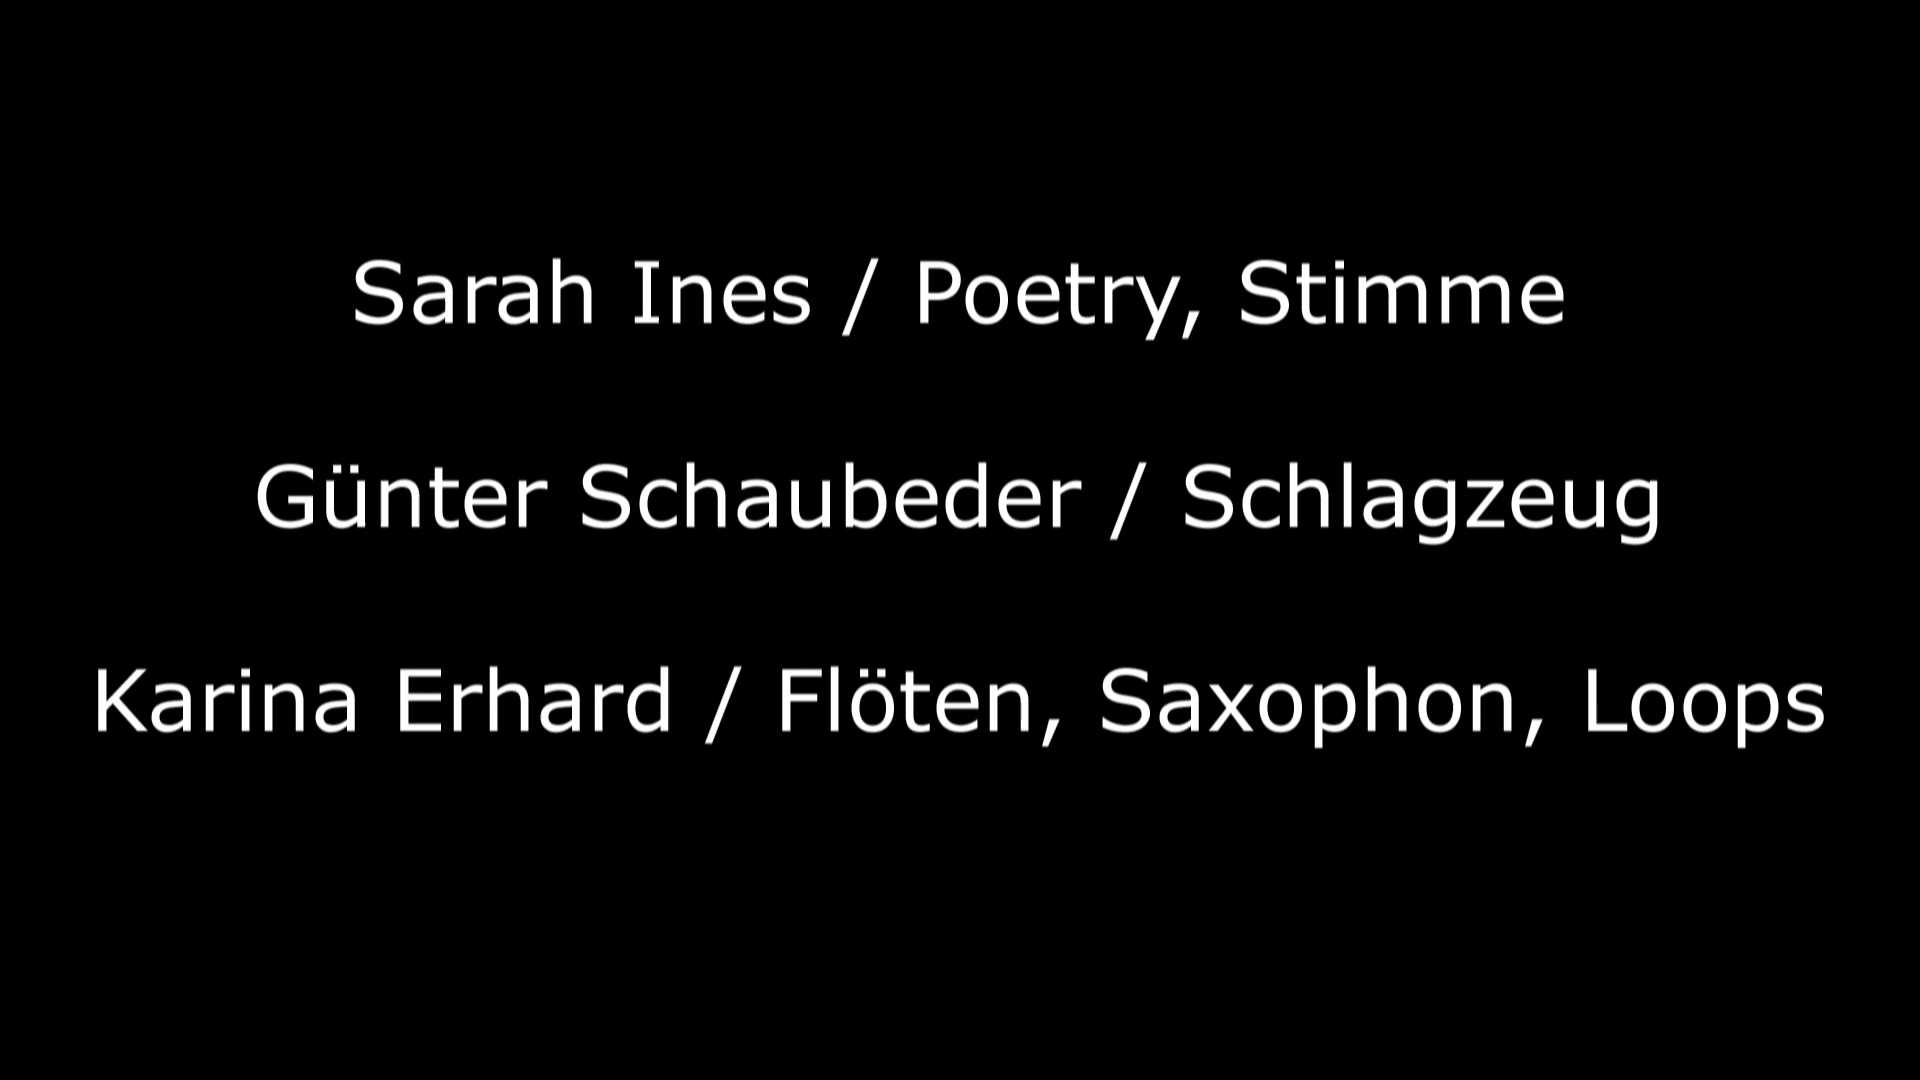 Sarah Ines / Poetry, Stimme
Günter Schaubeder / Schlagzeug
Karina Erhard / Flöten, Saxophon, Loops